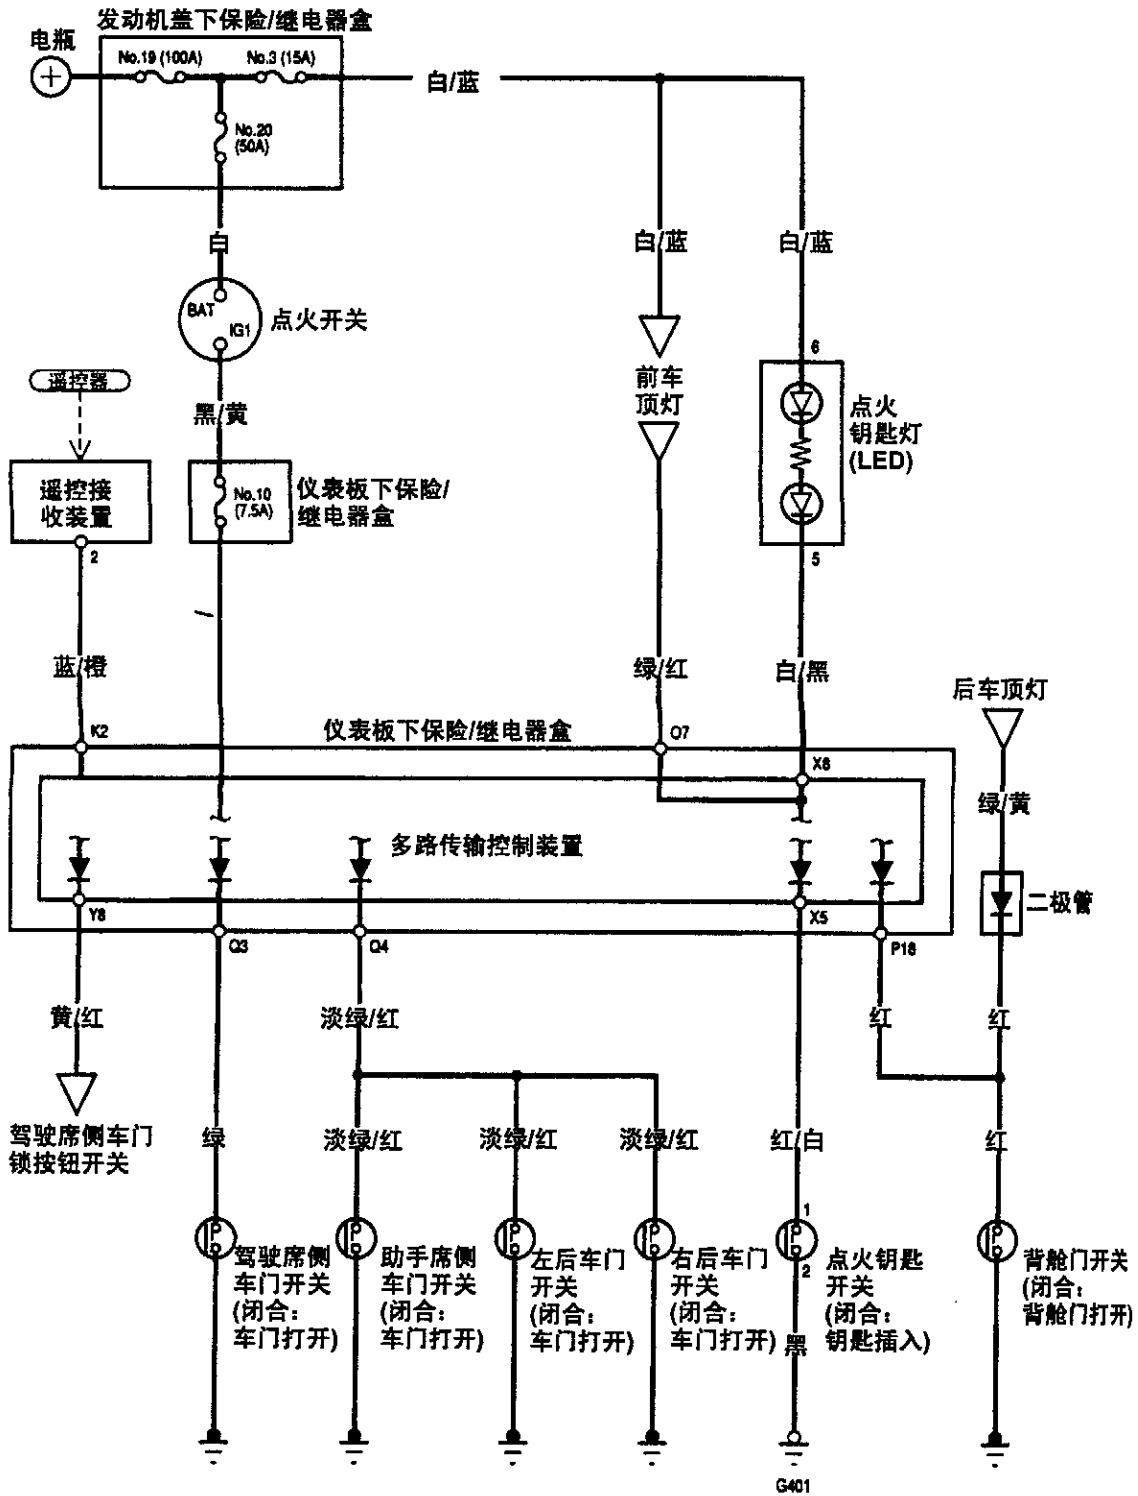 发动机盖下保险/继电器盒
电瓶
No.19 (100A)
No.3 (15A)
白/蓝
No.20
(50A)
白
白/蓝
白/蓝
BAT
IG1
点火开关
6
遥控器
前车
顶灯
黑/黄
点火
钥匙灯
(LED)
遥控接
收装置
No.10
(7.5A)
仪表板下保险/
继电器盒
2
5
蓝/橙
绿/红
白/黑
后车顶灯
K2
仪表板下保险/继电器盒
O7
X6
绿/黄
多路传输控制装置
二极管
Y8
X5
Q3
Q4
P18
黄/红
淡绿/红
红
红
驾驶席侧车门
锁按钮开关
绿
淡绿/红
淡绿/红
淡绿/红
红/白
红
1
2
驾驶席侧
车门开关
(闭合:
车门打开)
助手席侧
车门开关
(闭合:
车门打开)
左后车门
开关
(闭合:
车门打开)
右后车门
开关
(闭合:
车门打开)
点火钥匙
开关
(闭合:
钥匙插入)
背舱门开关
(闭合:
背舱门打开)
黑
G401